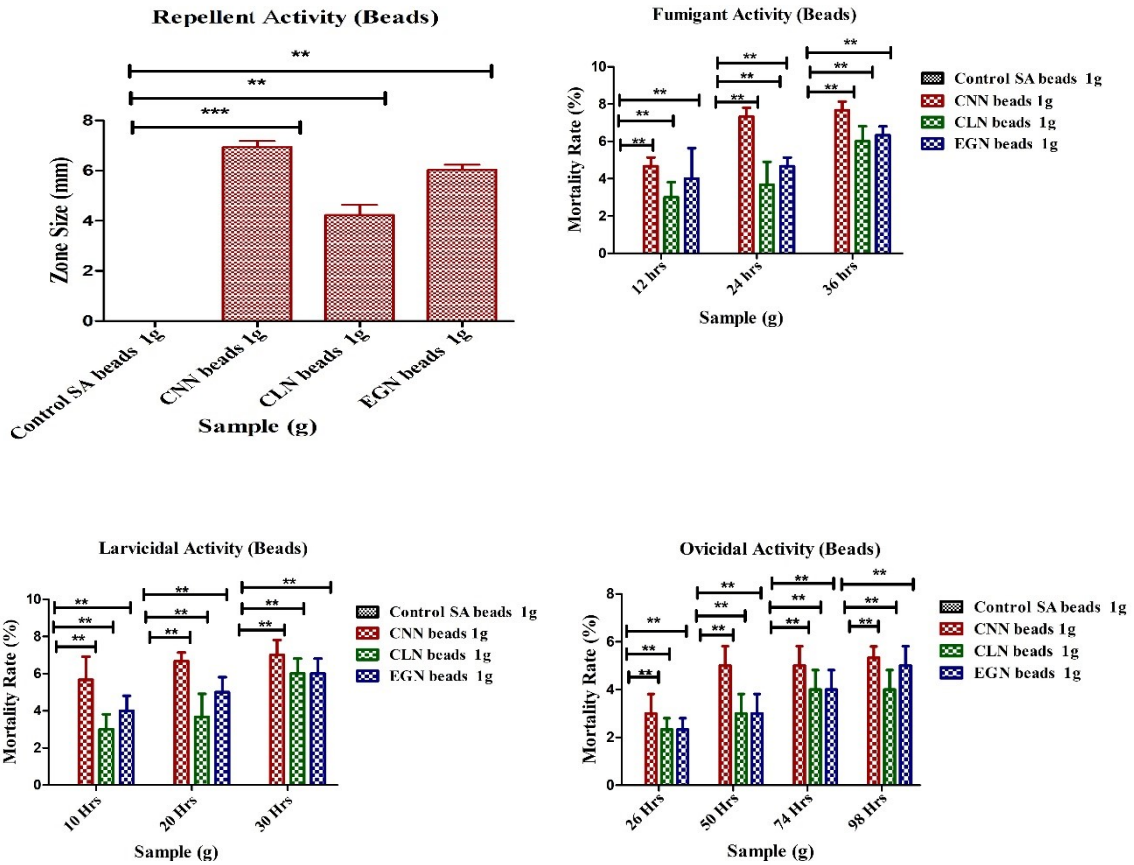 Repellent Activity (Beads)
**
**
***
8
6
4
2
0
Zone Size (mm)
Control SA beads 1g
CNN beads 1g
CLN beads 1g
EGN beads 1g
Sample (g)
Fumigant Activity (Beads)
**
**
**
**
**
**
**
**
**
10
8
6
4
2
0
Mortality Rate (%)
12 hrs
24 hrs
36 hrs
Sample (g)
Control SA beads 1g
CNN beads 1g
CLN beads 1g
EGN beads 1g
Larvicidal Activity (Beads)
**
**
**
**
**
**
**
**
**
10
8
6
4
2
0
Mortality Rate (%)
10 Hrs
20 Hrs
30 Hrs
Sample (g)
Control SA beads 1g
CNN beads 1g
CLN beads 1g
EGN beads 1g
Ovicidal Activity (Beads)
**
**
**
**
**
**
**
**
**
**
**
**
8
6
4
2
0
Mortality Rate (%)
26 Hrs
50 Hrs
74 Hrs
98 Hrs
Sample (g)
Control SA beads 1g
CNN beads 1g
CLN beads 1g
EGN beads 1g